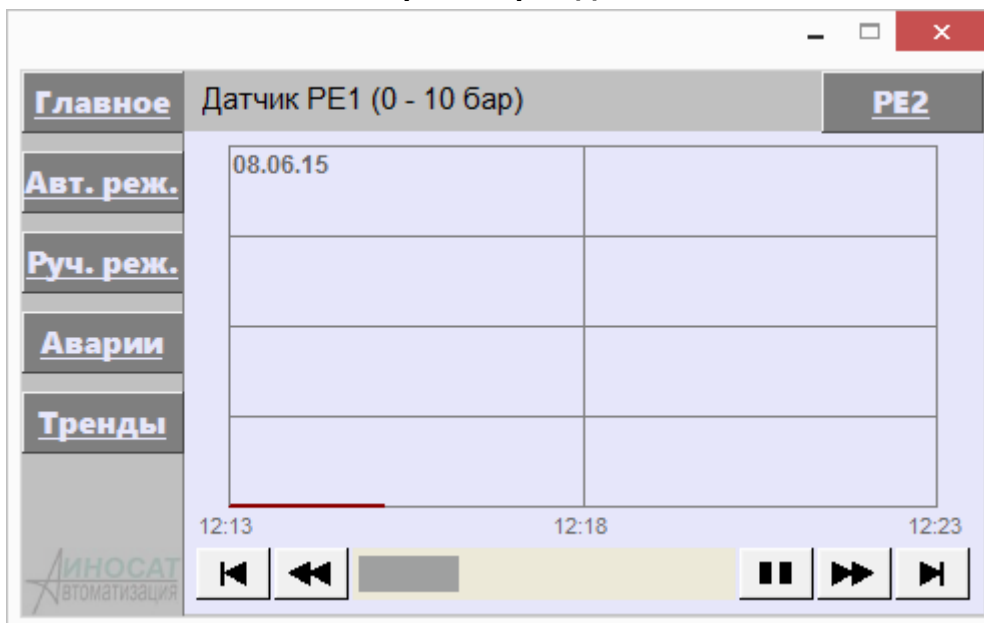 Главное
Датчик PE1 (0 - 10 бар)
PE2
Авт. реж.
Руч. реж.
Аварии
Тренды
08.06.15
12:13
12:18
12:23
ИНОСАТ
Автоматизация